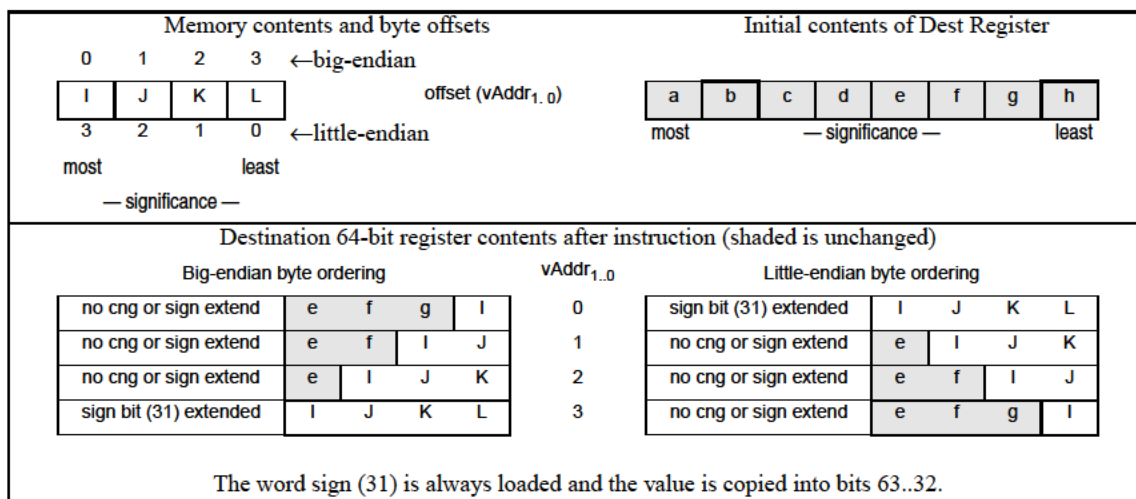 Memory contents and byte offsets
0 1 2 3 ←big-endian
I J K L offset (vAddr1..0)
3 2 1 0 ←little-endian
most least
— significance —
Initial contents of Dest Register
a b c d e f g h
most — significance — least
Destination 64-bit register contents after instruction (shaded is unchanged)
Big-endian byte ordering vAddr1..0 Little-endian byte ordering
no cng or sign extend e f g I 0 sign bit (31) extended I J K L
no cng or sign extend e f I J 1 no cng or sign extend e I J K
no cng or sign extend e I J K 2 no cng or sign extend e f I J
sign bit (31) extended I J K L 3 no cng or sign extend e f g I
The word sign (31) is always loaded and the value is copied into bits 63..32.